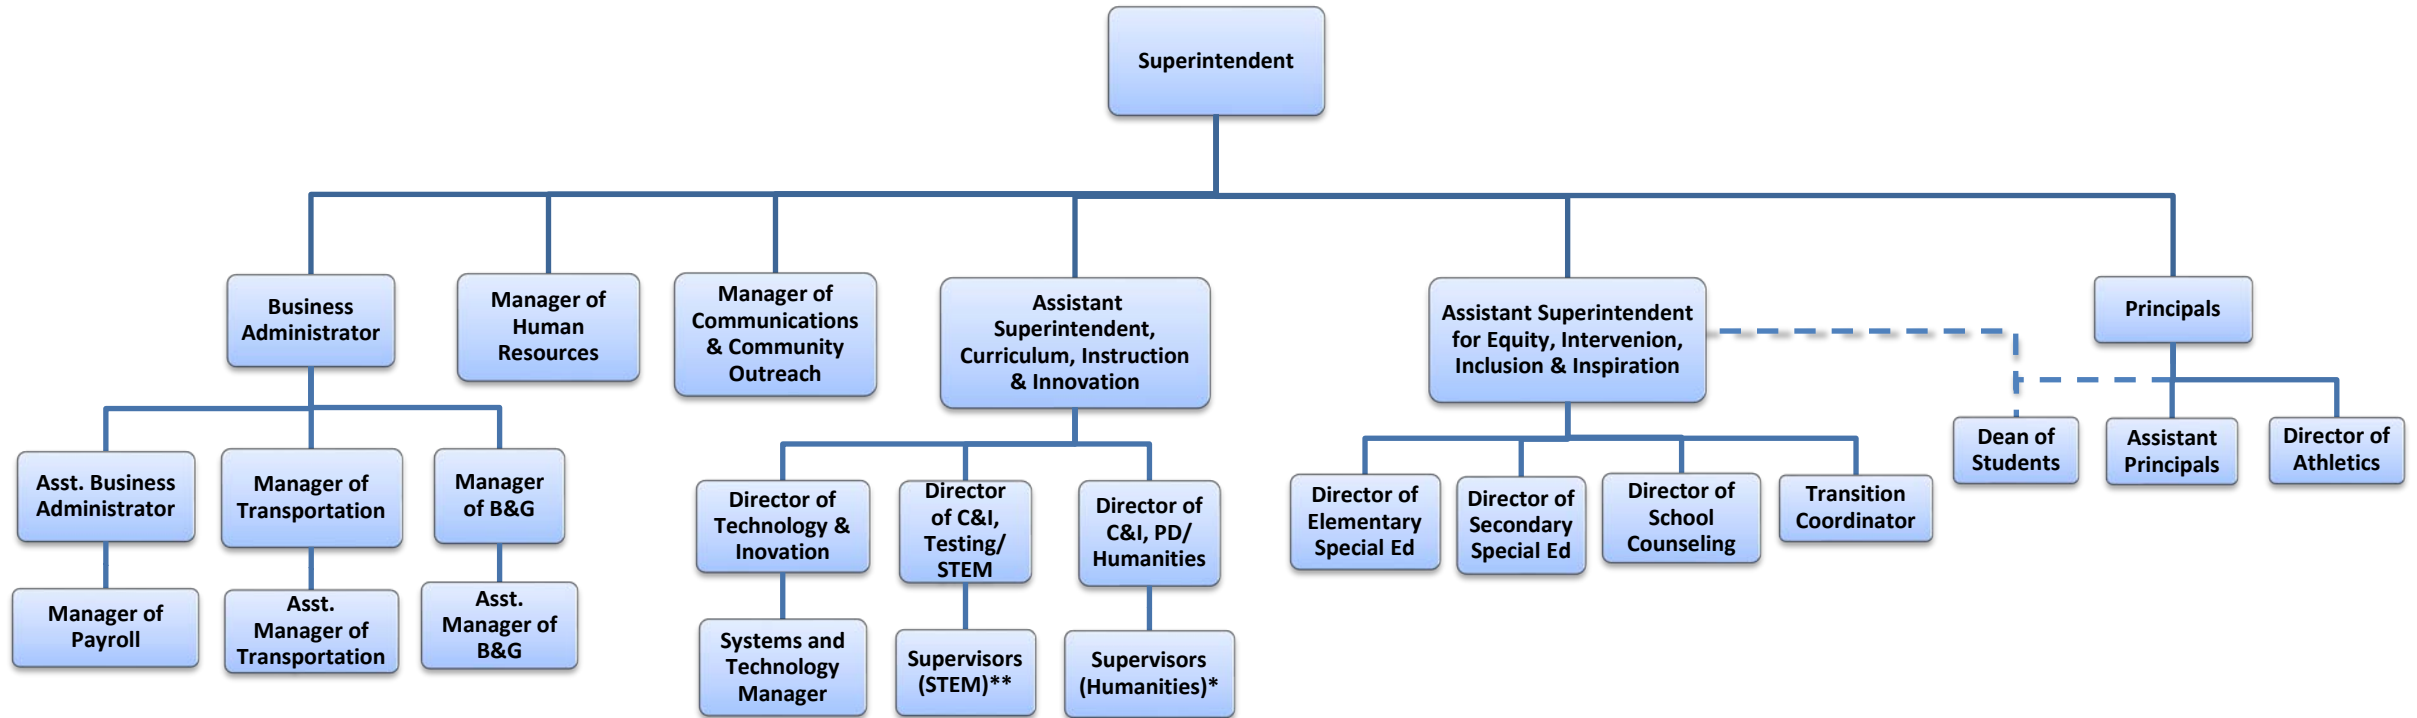 Superintendent
Business
Administrator
Manager of
Human
Resources
Manager of
Communications
& Community
Outreach
Assistant
Superintendent,
Curriculum, Instruction
& Innovation
Assistant Superintendent
for Equity, Intervenion,
Inclusion & Inspiration
Principals
Asst. Business
Administrator
Manager of
Transportation
Manager
of B&G
Director of
Technology &
Inovation
Director
of C&I,
Testing/
STEM
Director of
C&I, PD/
Humanities
Director of
Elementary
Special Ed
Director of
Secondary
Special Ed
Director of
School
Counseling
Transition
Coordinator
Dean of
Students
Assistant
Principals
Director of
Athletics
Manager of
Payroll
Asst.
Manager of
Transportation
Asst.
Manager of
B&G
Systems and
Technology
Manager
Supervisors
(STEM)**
Supervisors
(Humanities)*